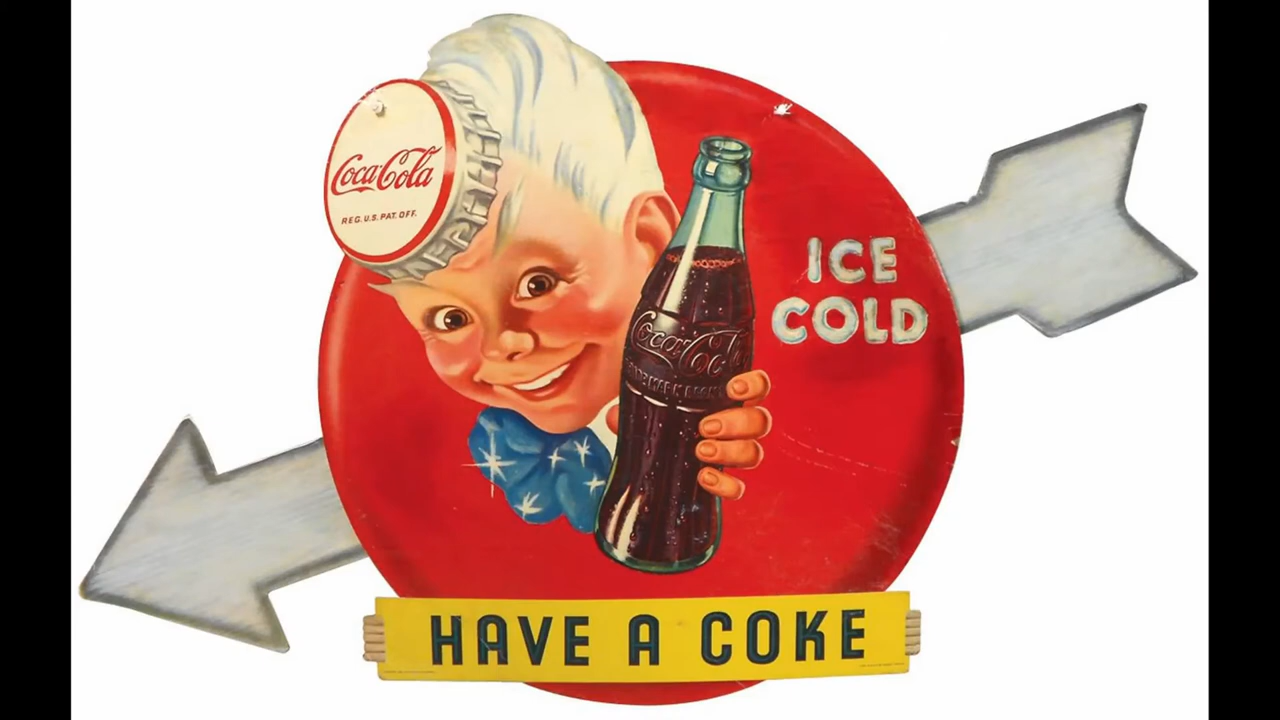 Coca-Cola
REG. U.S. PAT. OFF.
ICE
COLD
Coca-Cola
HAVE A COKE